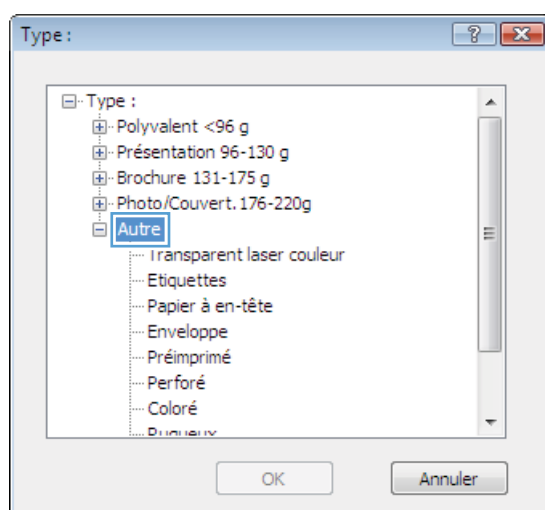 Type :
Type :
Polyvalent <96 g
Présentation 96-130 g
Brochure 131-175 g
Photo/Couvert. 176-220g
Autre
Transparent laser couleur
Etiquettes
Papier à en-tête
Enveloppe
Préimprimé
Perforé
Coloré
Rugueux
OK
Annuler